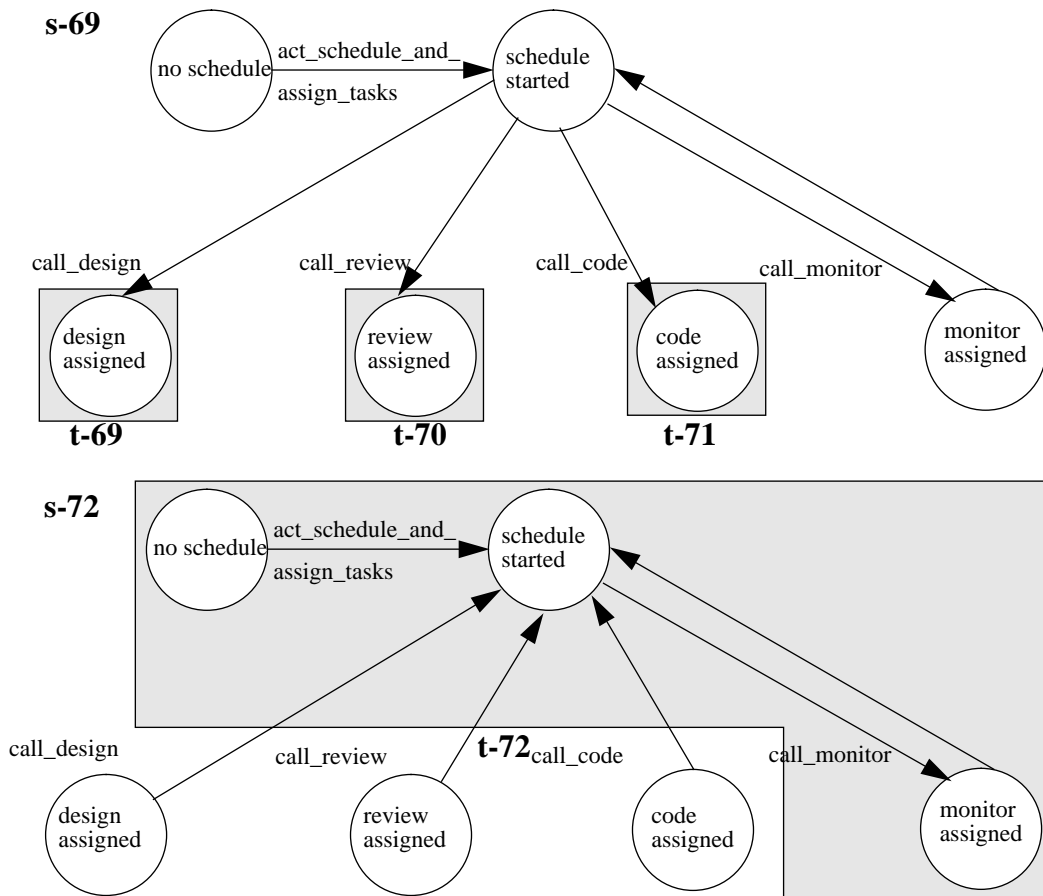 s-69
no schedule
act_schedule_and_
assign_tasks
schedule
started
call_design
call_review
call_code
call_monitor
design
assigned
review
assigned
code
assigned
monitor
assigned
t-69
t-70
t-71
s-72
no schedule
act_schedule_and_
assign_tasks
schedule
started
call_design
call_review
t-72
call_code
call_monitor
design
assigned
review
assigned
code
assigned
monitor
assigned